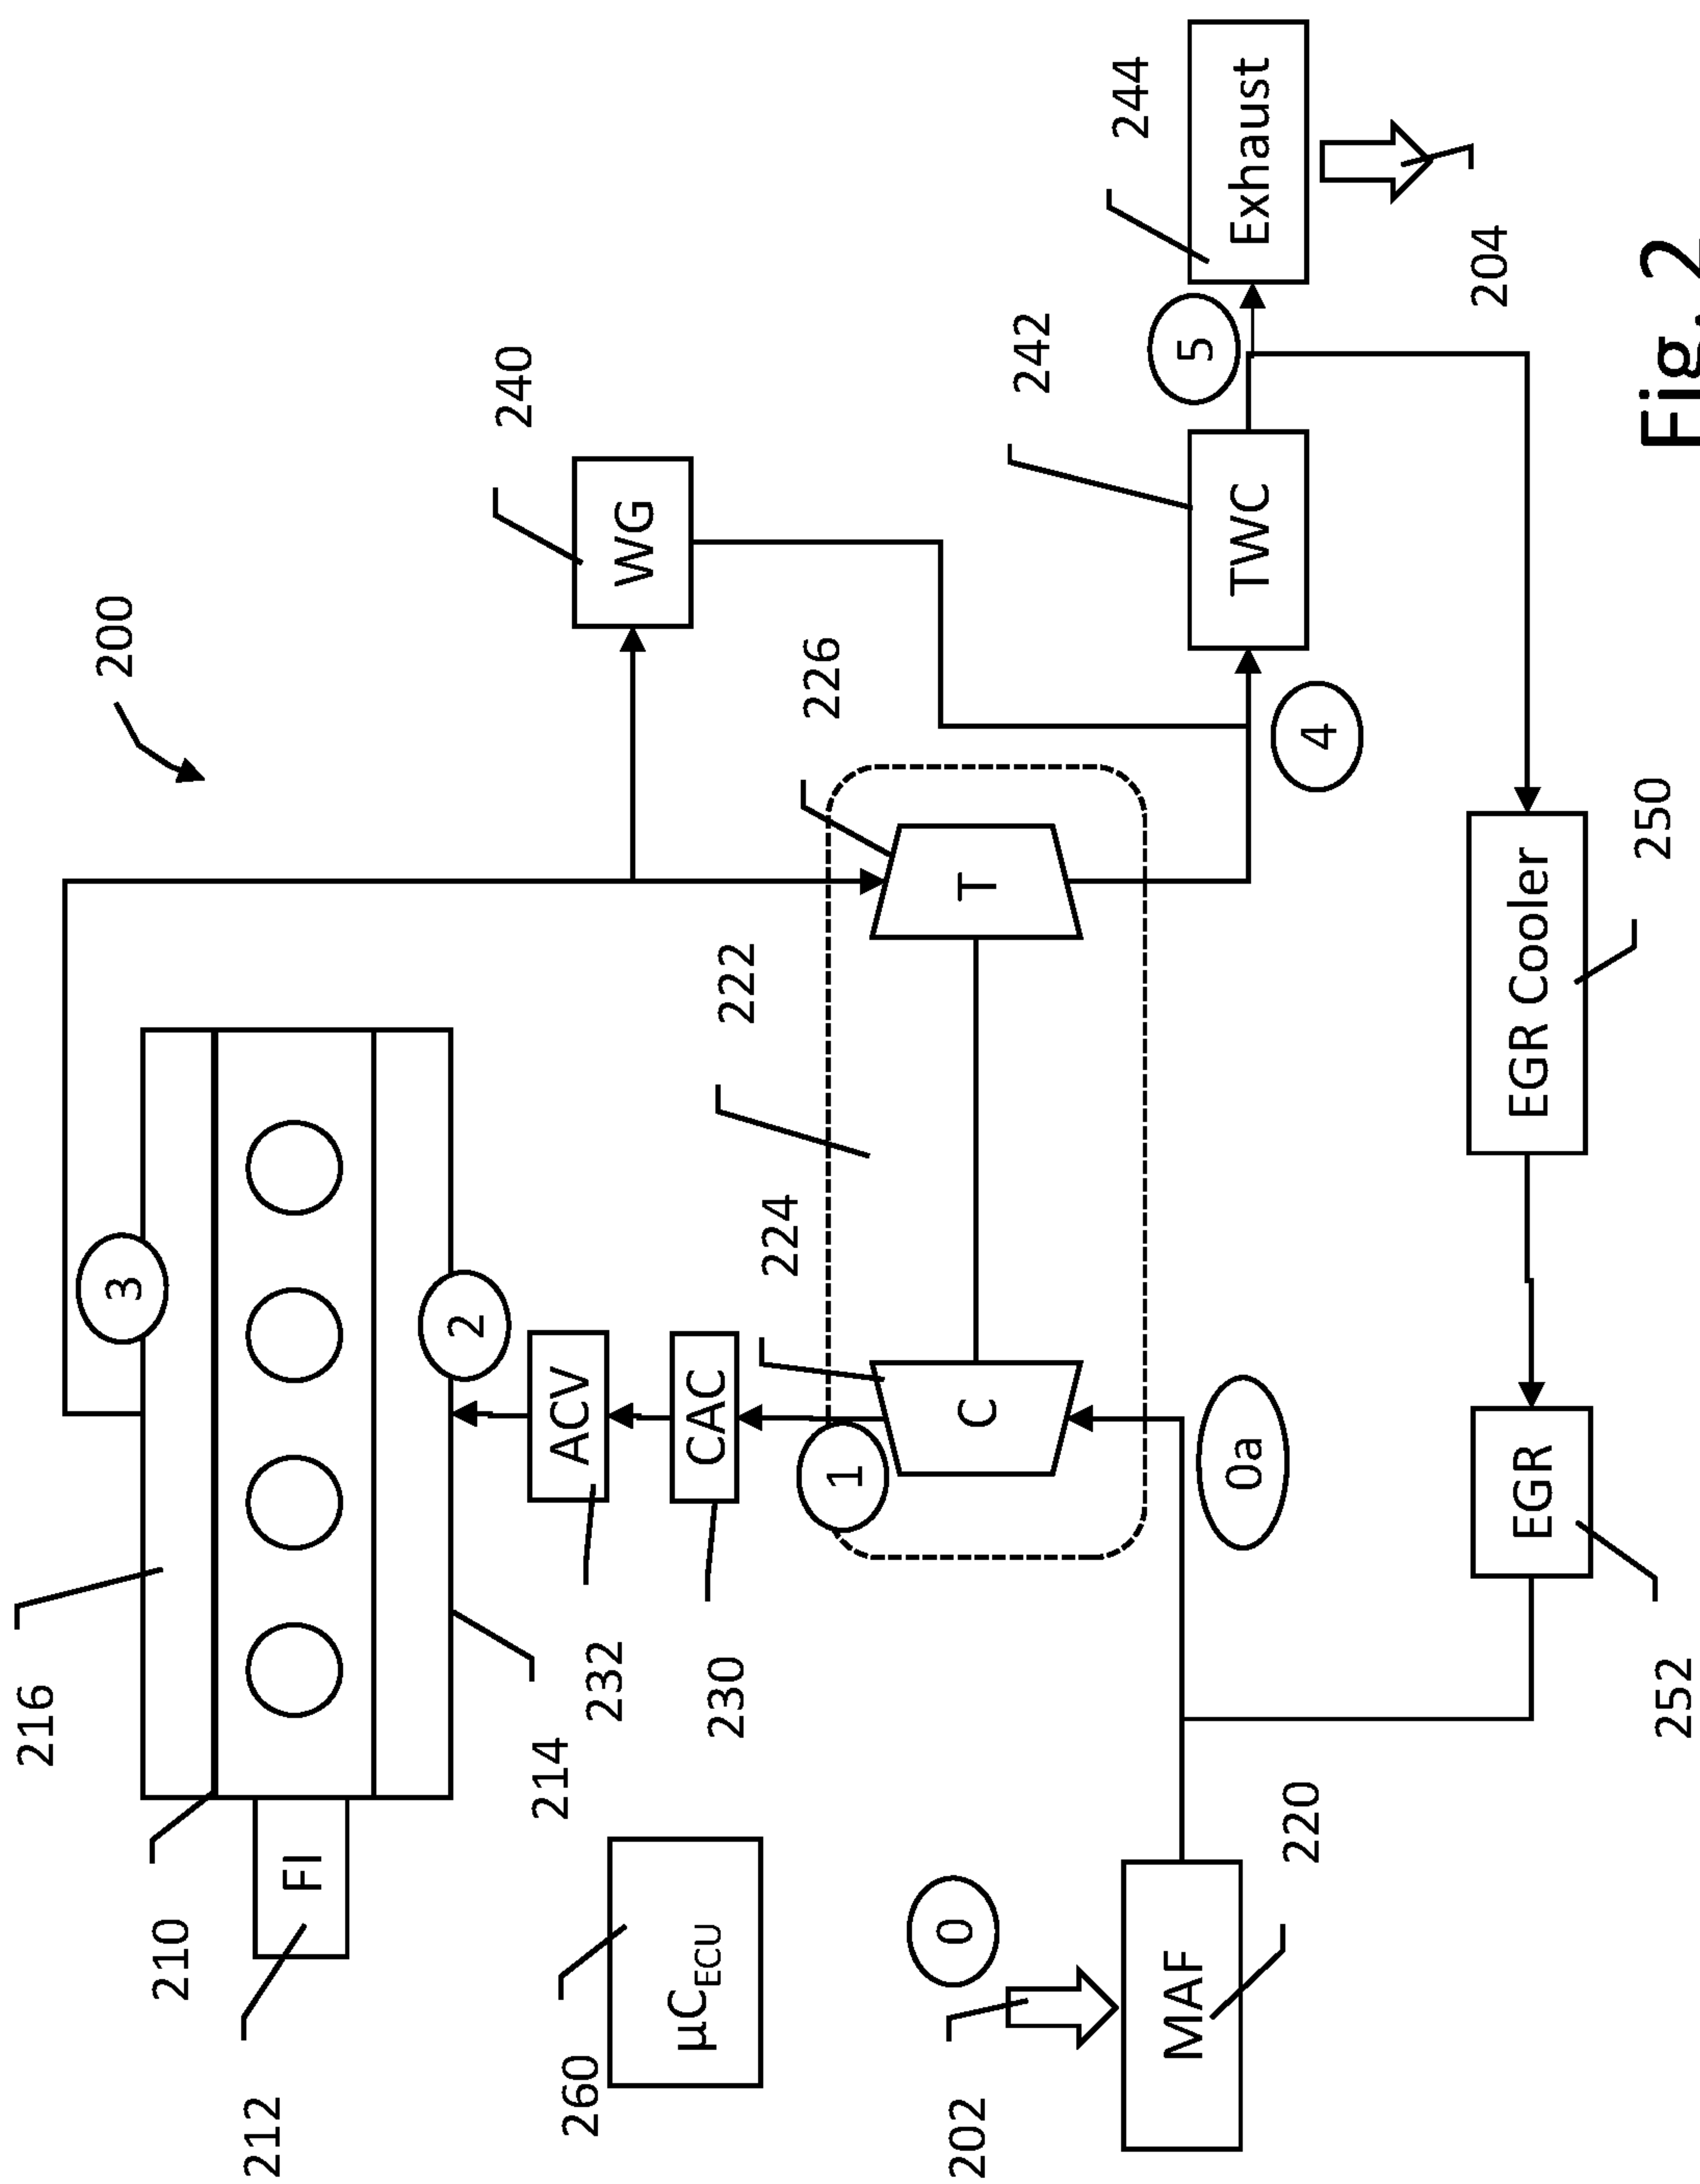 200
216
3
210
212
FI
2
214
ACV
232
CAC
230
240
WG
260
μCECU
222
224
226
1
C
T
0
202
MAF
220
0a
4
242
TWC
5
244
Exhaust
204
EGR
252
EGR Cooler
250
Fig. 2